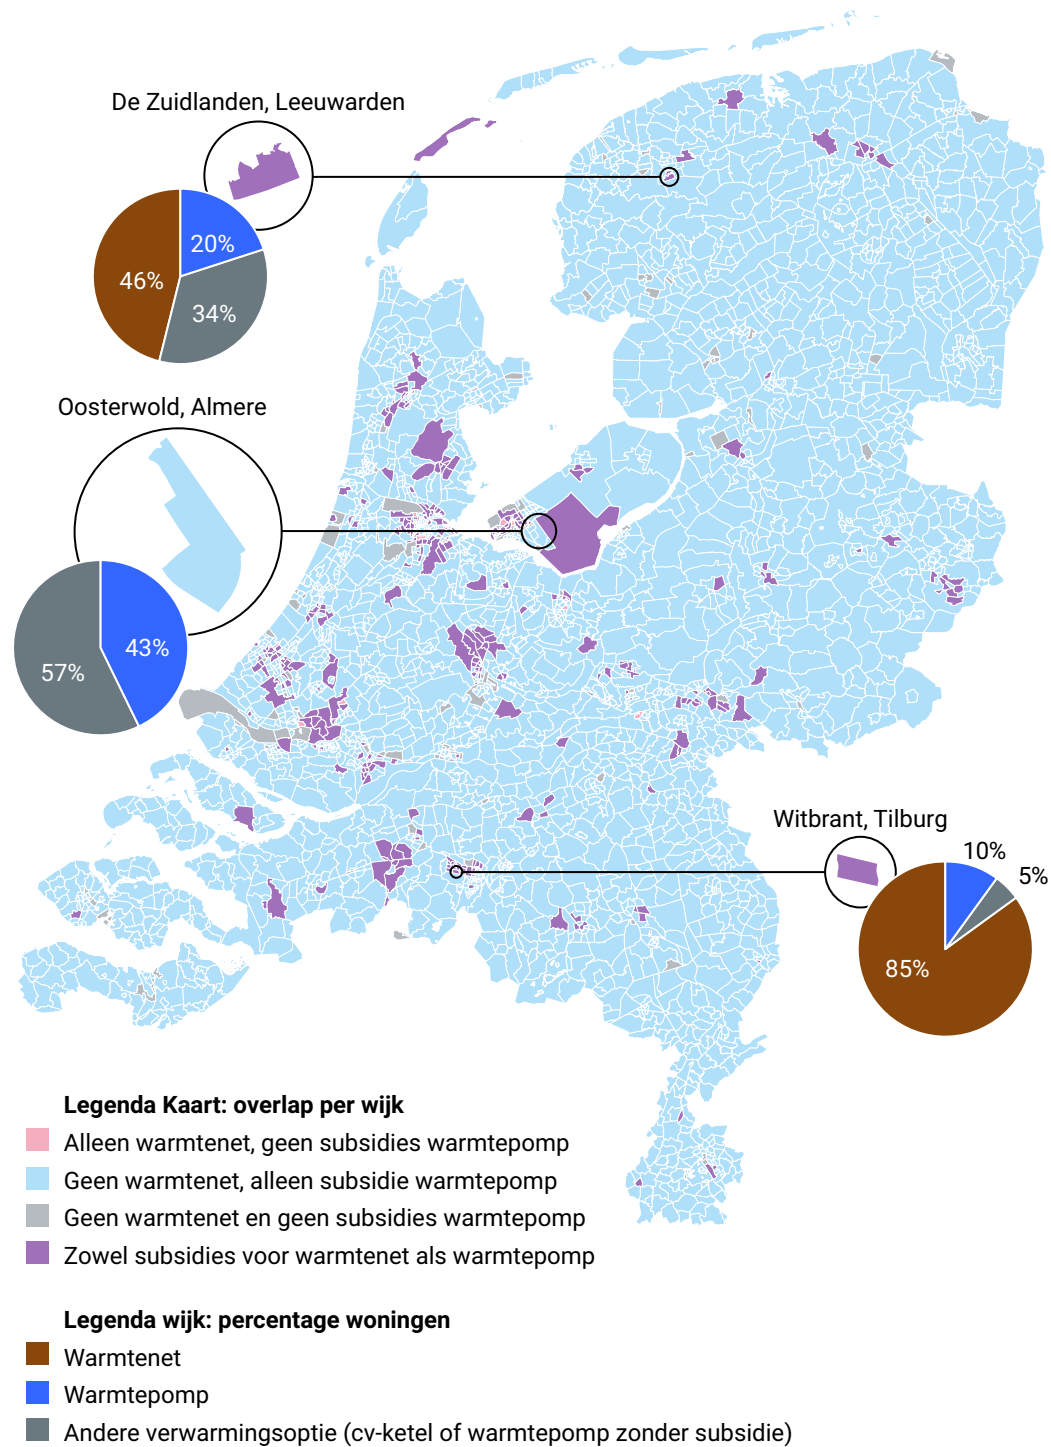 De Zuidlanden, Leeuwarden
20%
46%
34%
Oosterwold, Almere
43%
57%
Witbrant, Tilburg
10%
5%
85%
Legenda Kaart: overlap per wijk
Alleen warmtenet, geen subsidies warmtepomp
Geen warmtenet, alleen subsidie warmtepomp
Geen warmtenet en geen subsidies warmtepomp
Zowel subsidies voor warmtenet als warmtepomp
Legenda wijk: percentage woningen
Warmtenet
Warmtepomp
Andere verwarmingsoptie (cv-ketel of warmtepomp zonder subsidie)